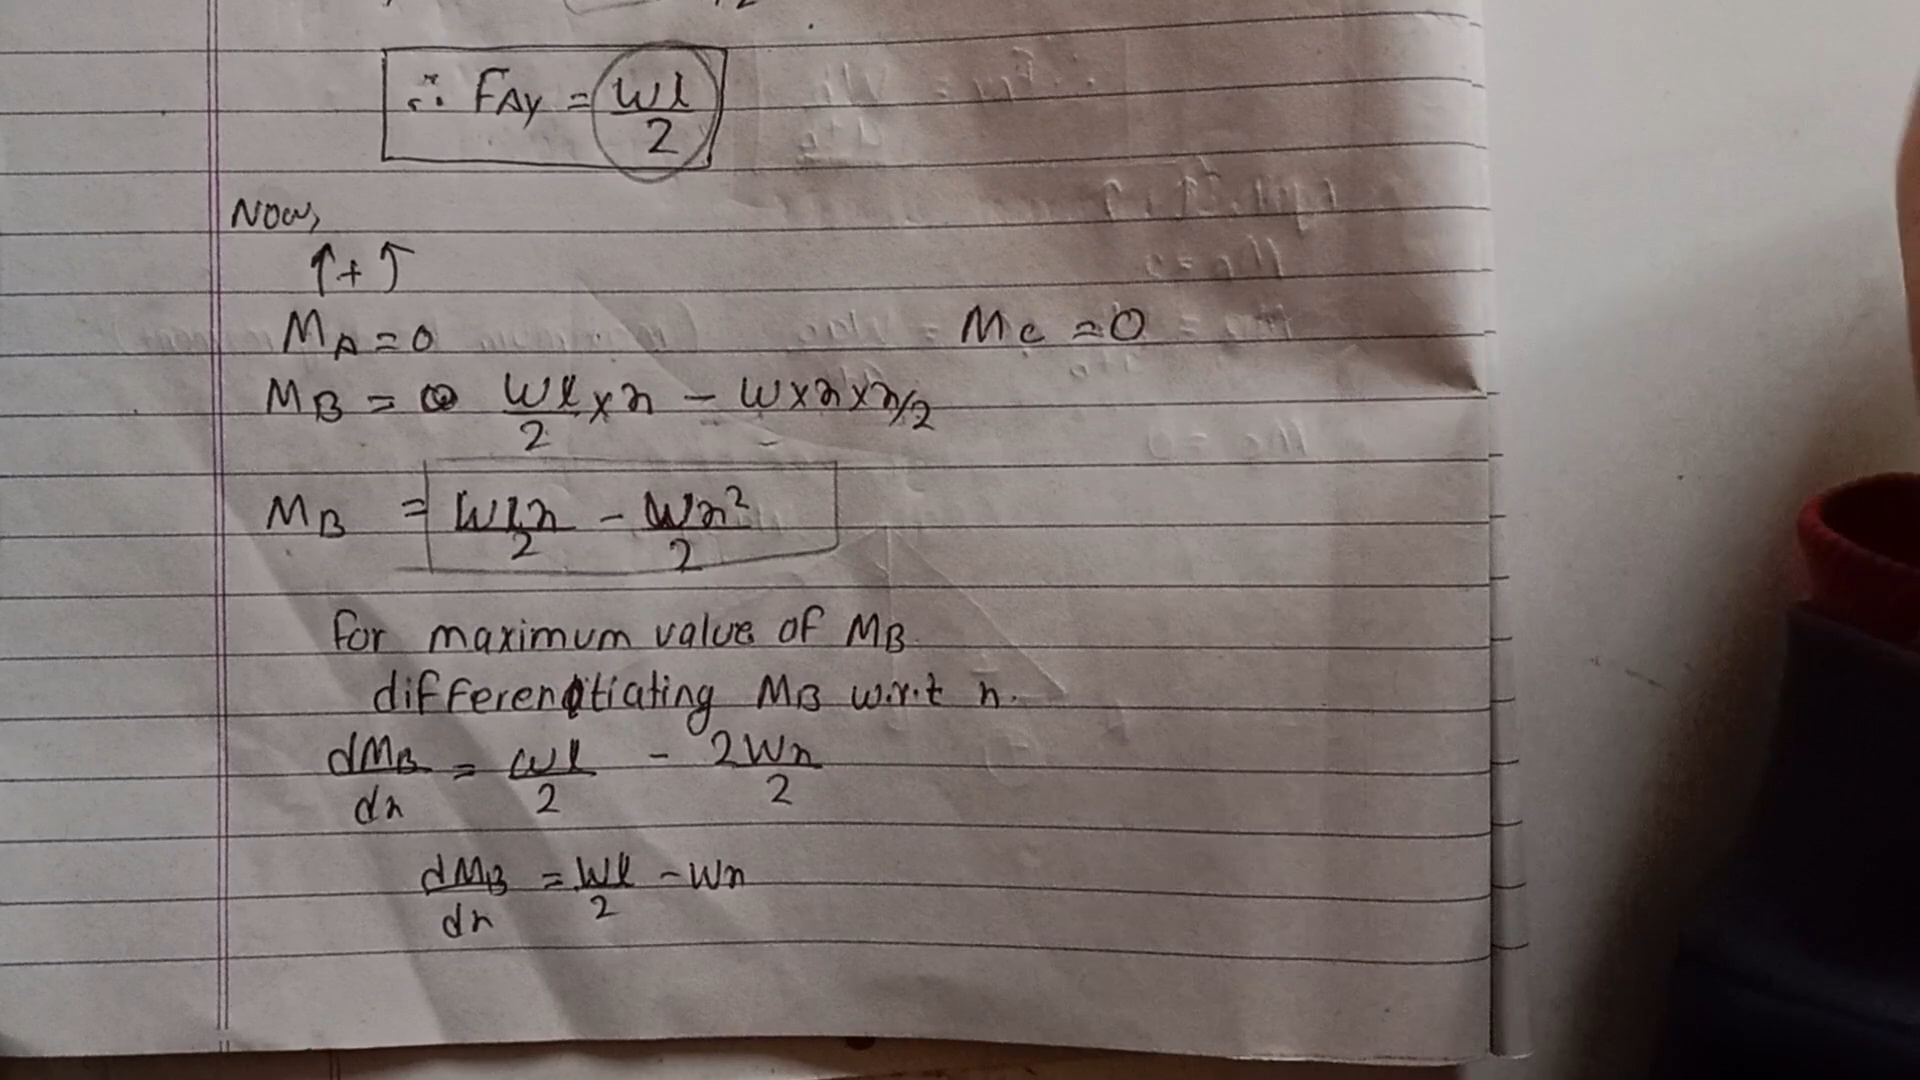 ∴ FAy = Wl/2
Now,
↑+↑
MA = 0 MC = 0
MB = Wl/2 × x - W×x×x/2
MB = Wlx/2 - Wx²/2
for maximum value of MB
differentiating MB w.r.t x.
dMB/dx = Wl/2 - 2Wx/2
dMB/dx = Wl/2 - Wx